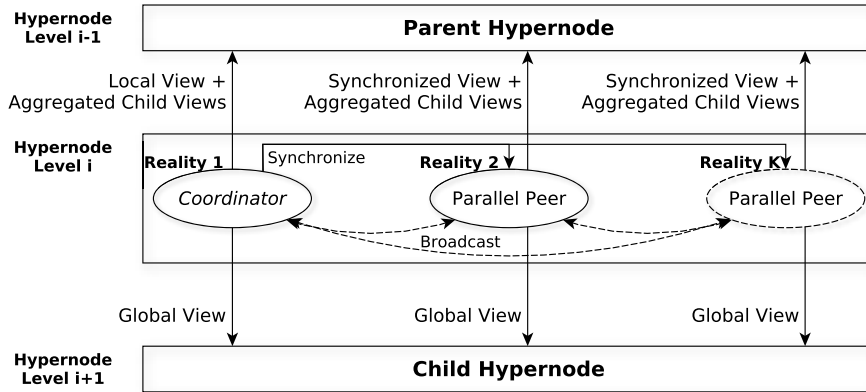 Hypernode
Level i-1
Parent Hypernode
Local View +
Aggregated Child Views
Synchronized View +
Aggregated Child Views
Synchronized View +
Aggregated Child Views
Hypernode
Level i
Reality 1
Synchronize
Reality 2
Reality K
Coordinator
Parallel Peer
Parallel Peer
Broadcast
Global View
Global View
Global View
Hypernode
Level i+1
Child Hypernode